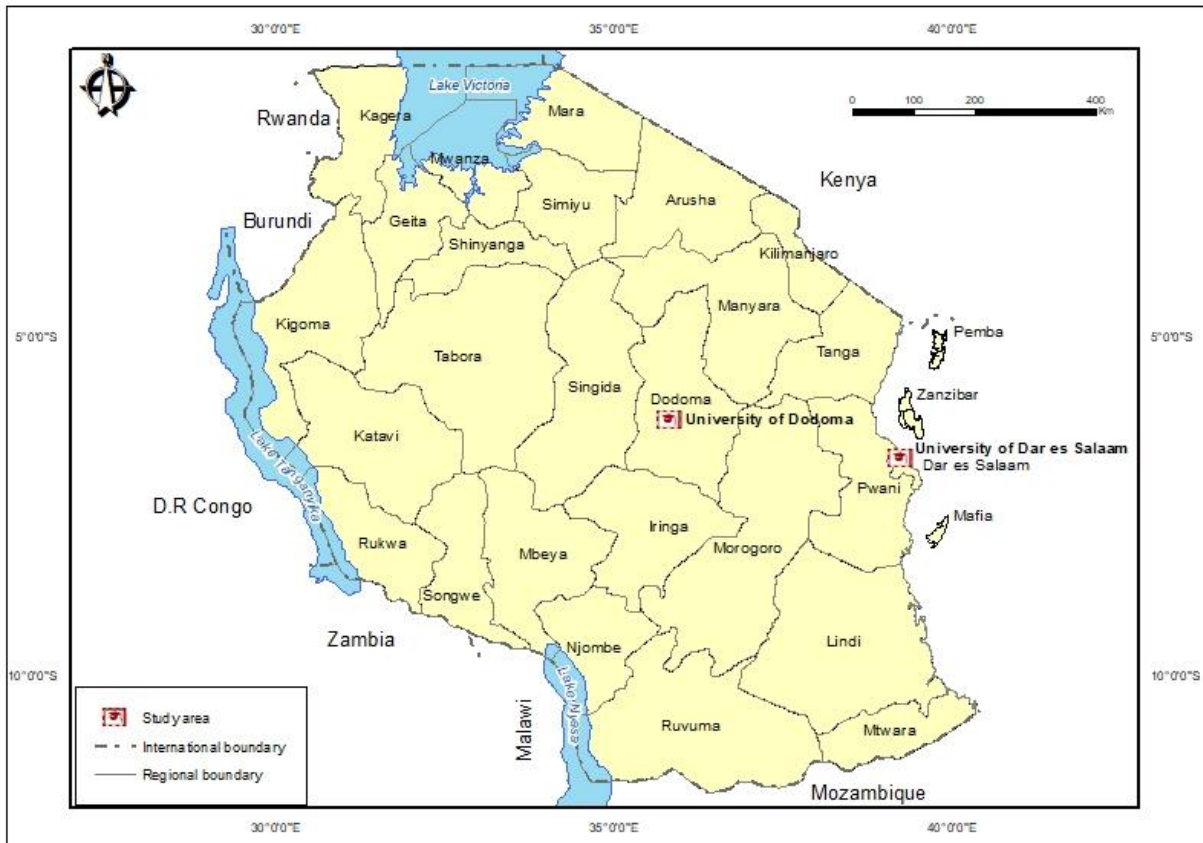 30°0'0"E 35°0'0"E 40°0'0"E
Lake Victoria
0 100 200 400
Km
Rwanda
Kagera
Mara
Mwanza
Kenya
Burundi
Geita
Simiyu
Arusha
Shinyanga
Kilimanjaro
Kigoma
Manyara
5°0'0"S
5°0'0"S
Pemba
Tabora
Tanga
Singida
Dodoma
Zanzibar
University of Dodoma
Katavi
University of Dar es Salaam
Dar es Salaam
Lake Tanganyika
Pwani
D.R Congo
Mafia
Iringa
Rukwa
Mbeya
Morogoro
Songwe
Zambia
Njombe
Lindi
10°0'0"S
10°0'0"S
Lake Nyasa
Malawi
Ruvuma
Mtwara
Study area
International boundary
Regional boundary
Mozambique
30°0'0"E 35°0'0"E 40°0'0"E